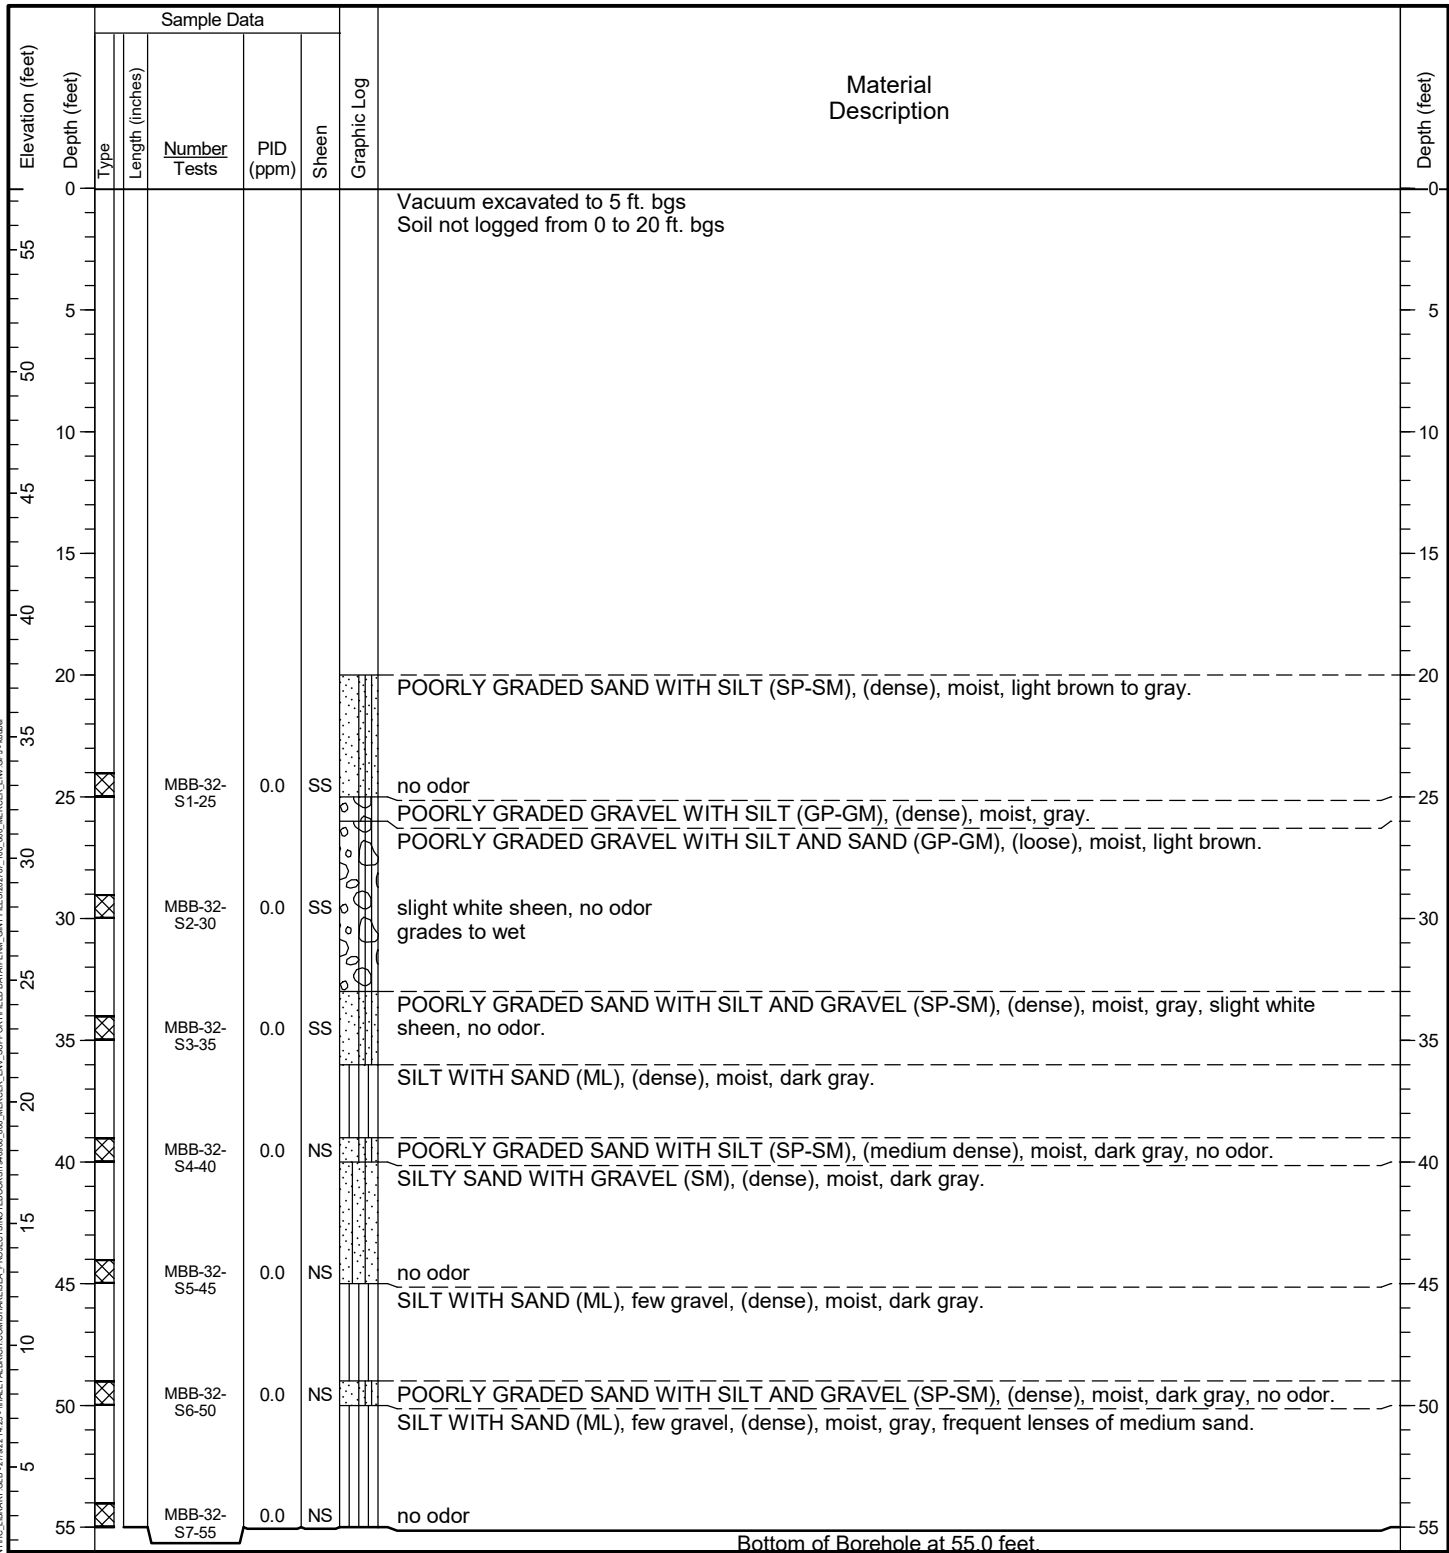 Sample Data
Elevation (feet)
Depth (feet)
Type
Length (inches)
Number
Tests
PID
(ppm)
Sheen
Graphic Log
Material
Description
Depth (feet)
0
0
Vacuum excavated to 5 ft. bgs
Soil not logged from 0 to 20 ft. bgs
55
5
5
50
10
10
45
15
15
40
20
20
POORLY GRADED SAND WITH SILT (SP-SM), (dense), moist, light brown to gray.
35
MBB-32-
S1-25
0.0
SS
no odor
25
25
POORLY GRADED GRAVEL WITH SILT (GP-GM), (dense), moist, gray.
POORLY GRADED GRAVEL WITH SILT AND SAND (GP-GM), (loose), moist, light brown.
30
MBB-32-
S2-30
0.0
SS
slight white sheen, no odor
30
30
grades to wet
25
POORLY GRADED SAND WITH SILT AND GRAVEL (SP-SM), (dense), moist, gray, slight white
sheen, no odor.
MBB-32-
S3-35
0.0
SS
35
35
SILT WITH SAND (ML), (dense), moist, dark gray.
20
MBB-32-
S4-40
0.0
NS
POORLY GRADED SAND WITH SILT (SP-SM), (medium dense), moist, dark gray, no odor.
40
40
SILTY SAND WITH GRAVEL (SM), (dense), moist, dark gray.
15
MBB-32-
S5-45
0.0
NS
no odor
45
45
SILT WITH SAND (ML), few gravel, (dense), moist, dark gray.
10
MBB-32-
S6-50
0.0
NS
POORLY GRADED SAND WITH SILT AND GRAVEL (SP-SM), (dense), moist, dark gray, no odor.
50
50
SILT WITH SAND (ML), few gravel, (dense), moist, gray, frequent lenses of medium sand.
5
MBB-32-
S7-55
0.0
NS
no odor
55
55
Bottom of Borehole at 55.0 feet.